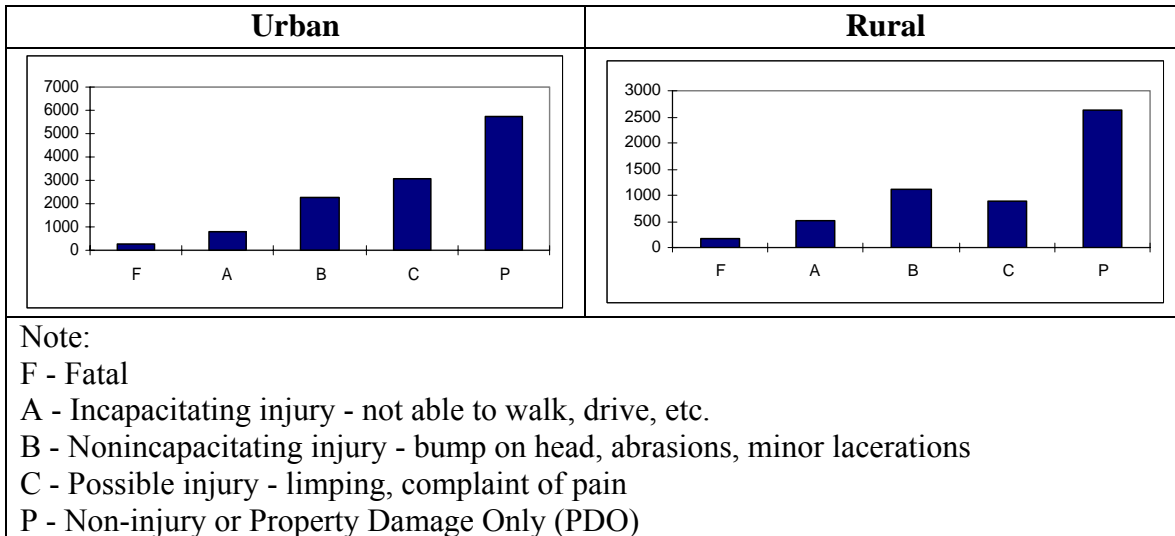 Urban
Rural
7000
6000
5000
4000
3000
2000
1000
0
F A B C P
3000
2500
2000
1500
1000
500
0
F A B C P
Note:
F - Fatal
A - Incapacitating injury - not able to walk, drive, etc.
B - Nonincapacitating injury - bump on head, abrasions, minor lacerations
C - Possible injury - limping, complaint of pain
P - Non-injury or Property Damage Only (PDO)